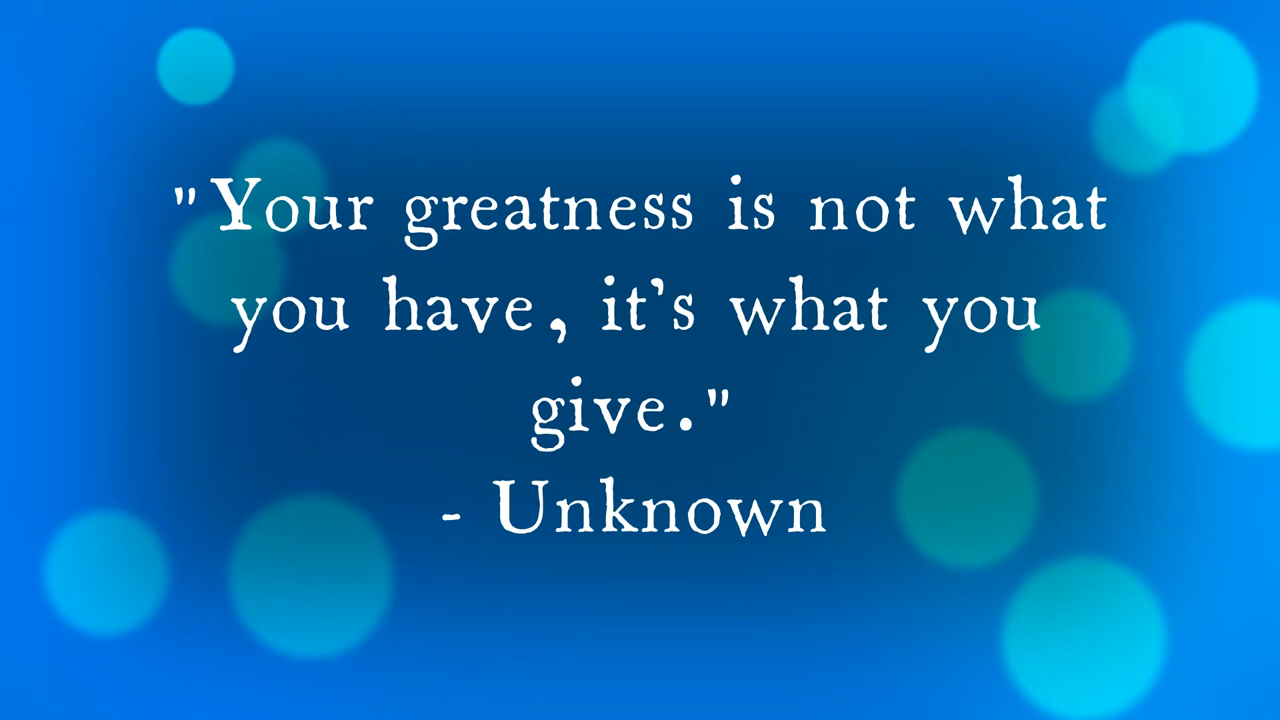 "Your greatness is not what
you have, it’s what you
give."
- Unknown